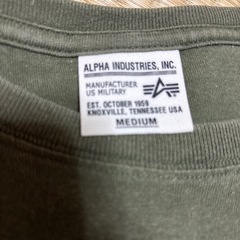 ALPHA INDUSTRIES, INC.
MANUFACTURER
US MILITARY
EST. OCTOBER 1959
KNOXVILLE, TENNESSEE USA
MEDIUM